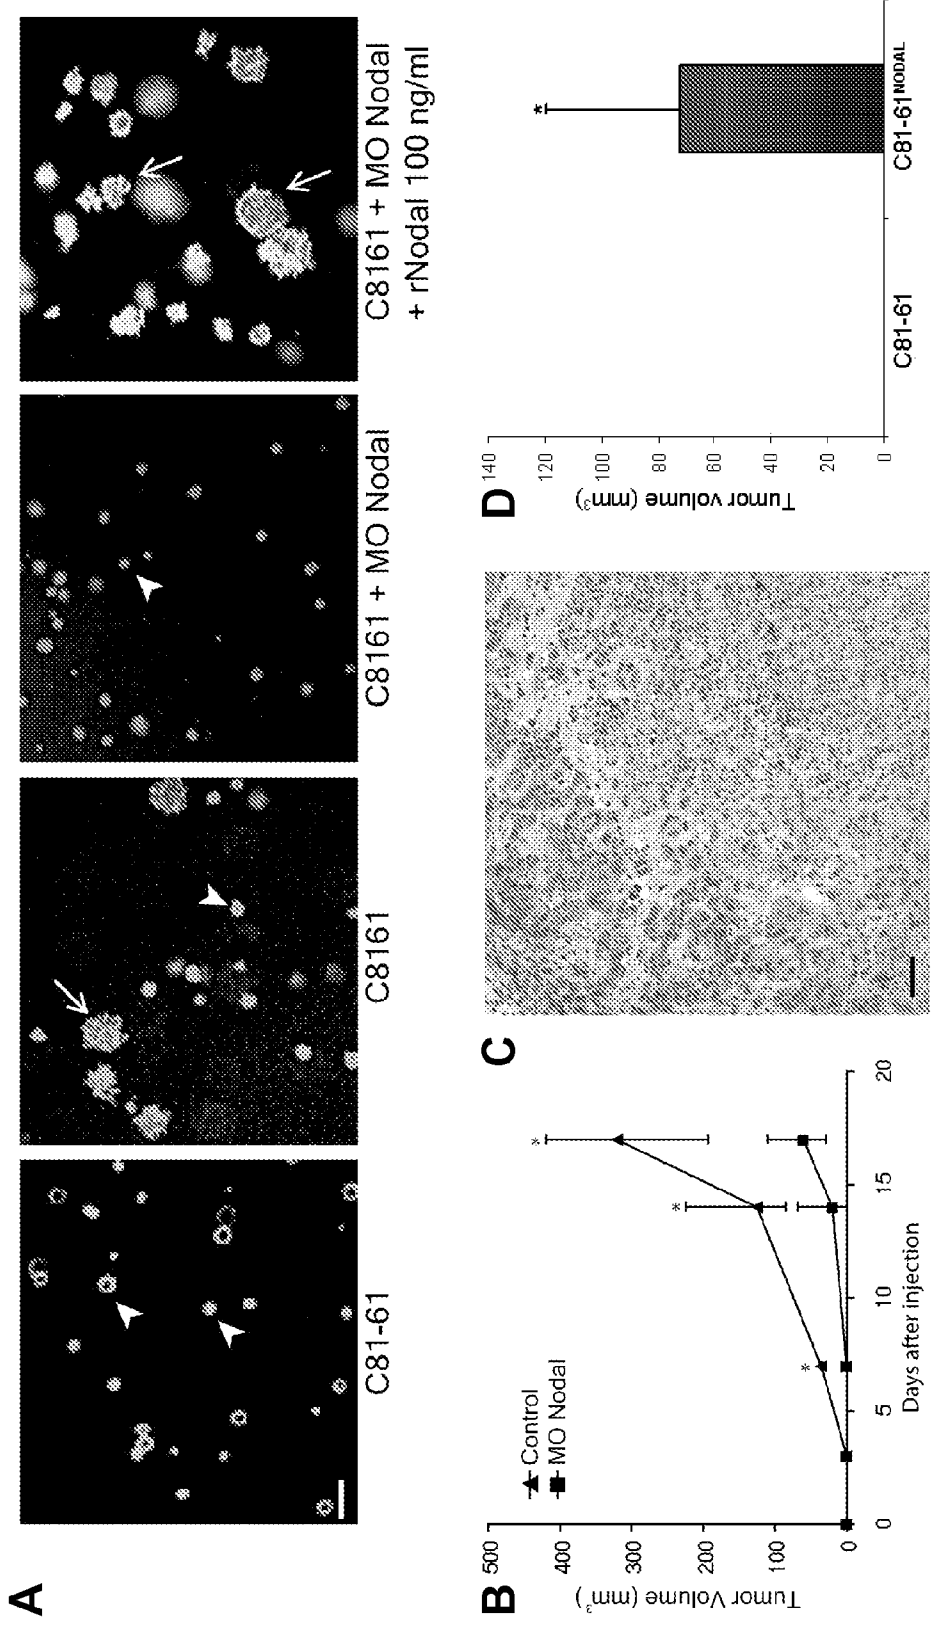 A
C81-61
C8161
C8161 + MO Nodal
C8161 + MO Nodal
+ rNodal 100 ng/ml
B
Tumor Volume (mm³)
500
400
300
200
100
0
Control
MO Nodal
*
*
*
0
5
10
15
20
Days after injection
C
D
Tumor volume (mm³)
140
120
100
80
60
40
20
0
*
C81-61
C81-61NODAL